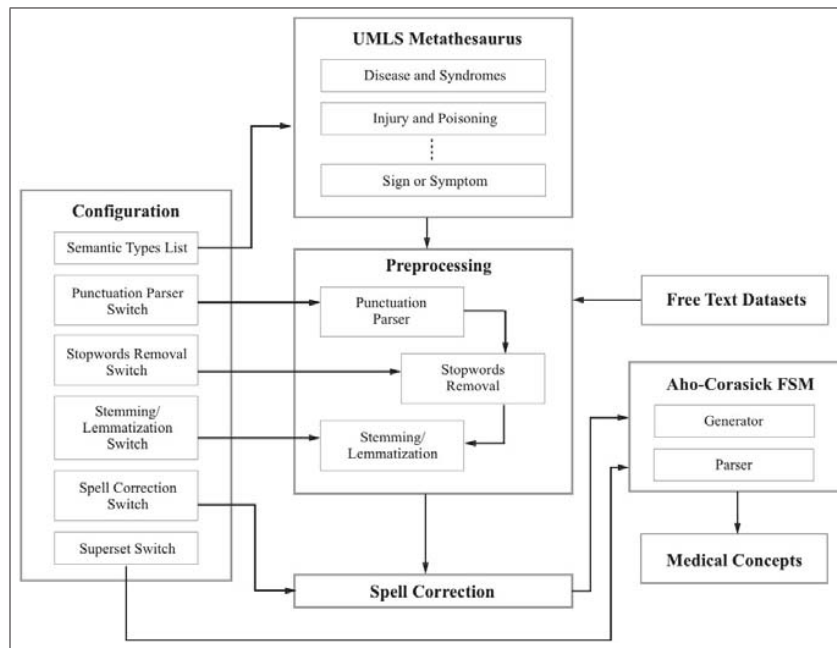 UMLS Metathesaurus
Disease and Syndromes
Injury and Poisoning
Sign or Symptom
Configuration
Semantic Types List
Punctuation Parser
Switch
Stopwords Removal
Switch
Stemming/
Lemmatization
Switch
Spell Correction
Switch
Superset Switch
Preprocessing
Punctuation
Parser
Stopwords
Removal
Stemming/
Lemmatization
Spell Correction
Free Text Datasets
Aho-Corasick FSM
Generator
Parser
Medical Concepts